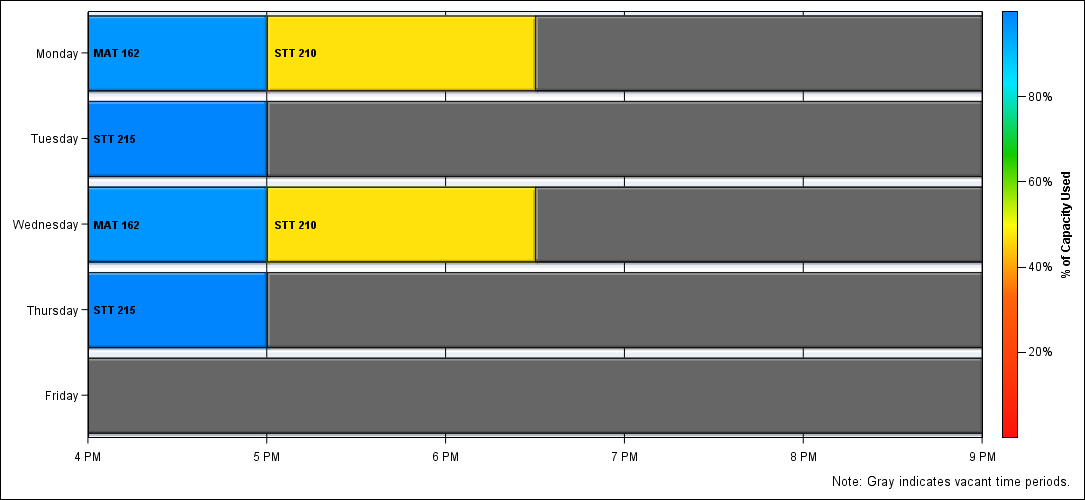 Monday
MAT 162
STT 210
Tuesday
STT 215
Wednesday
MAT 162
STT 210
Thursday
STT 215
Friday
4 PM
5 PM
6 PM
7 PM
8 PM
9 PM
80%
60%
40%
20%
% of Capacity Used
Note: Gray indicates vacant time periods.